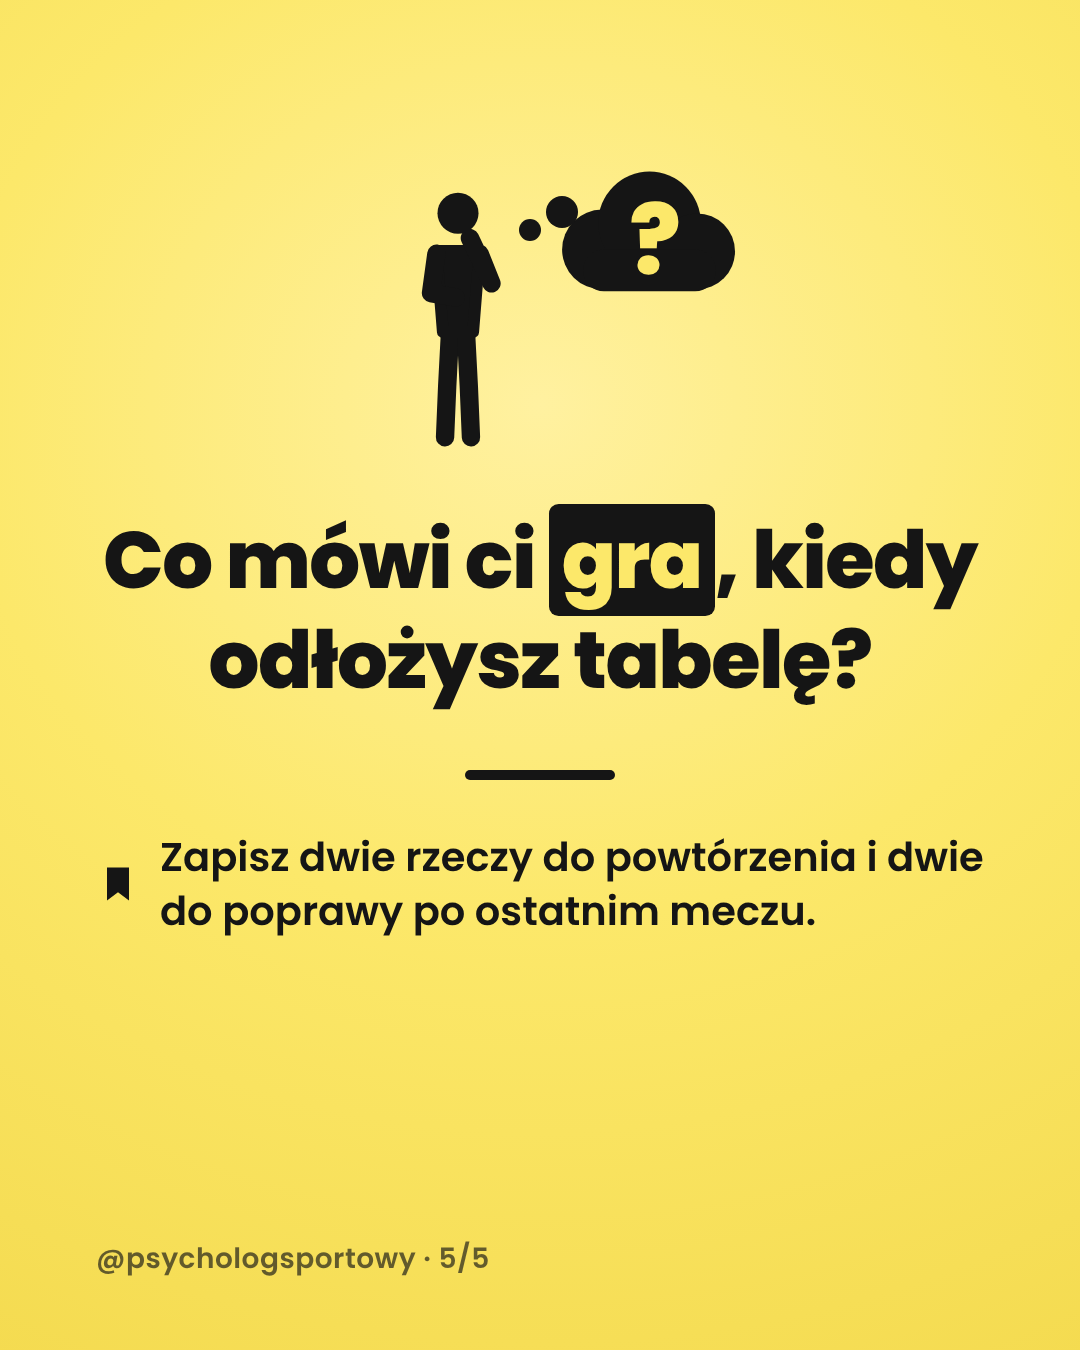 ?
Co mówi ci gra, kiedy
odłożysz tabelę?
Zapisz dwie rzeczy do powtórzenia i dwie
do poprawy po ostatnim meczu.
@psychologsportowy · 5/5